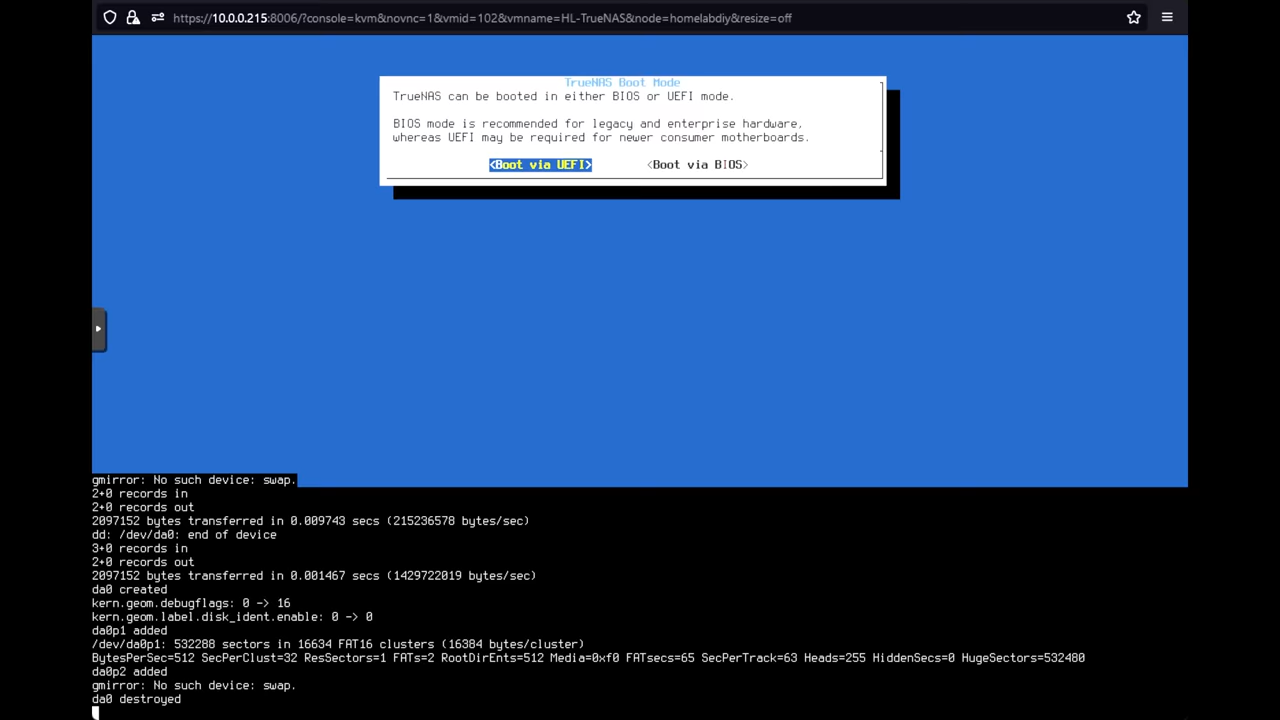 https://10.0.0.215:8006/?console=kvm&novnc=1&vmid=102&vmname=HL-TrueNAS&node=homelabdiy&resize=off
TrueNAS Boot Mode
TrueNAS can be booted in either BIOS or UEFI mode.
BIOS mode is recommended for legacy and enterprise hardware,
whereas UEFI may be required for newer consumer motherboards.
<Boot via UEFI> <Boot via BIOS>
gmirror: No such device: swap.
2+0 records in
2+0 records out
2097152 bytes transferred in 0.009743 secs (215236578 bytes/sec)
dd: /dev/da0: end of device
3+0 records in
2+0 records out
2097152 bytes transferred in 0.001467 secs (1429722019 bytes/sec)
da0 created
kern.geom.debugflags: 0 -> 16
kern.geom.label.disk_ident.enable: 0 -> 0
da0p1 added
/dev/da0p1: 532288 sectors in 16634 FAT16 clusters (16384 bytes/cluster)
BytesPerSec=512 SecPerClust=32 ResSectors=1 FATs=2 RootDirEnts=512 Media=0xf0 FATsecs=65 SecPerTrack=63 Heads=255 HiddenSecs=0 HugeSectors=532480
da0p2 added
gmirror: No such device: swap.
da0 destroyed